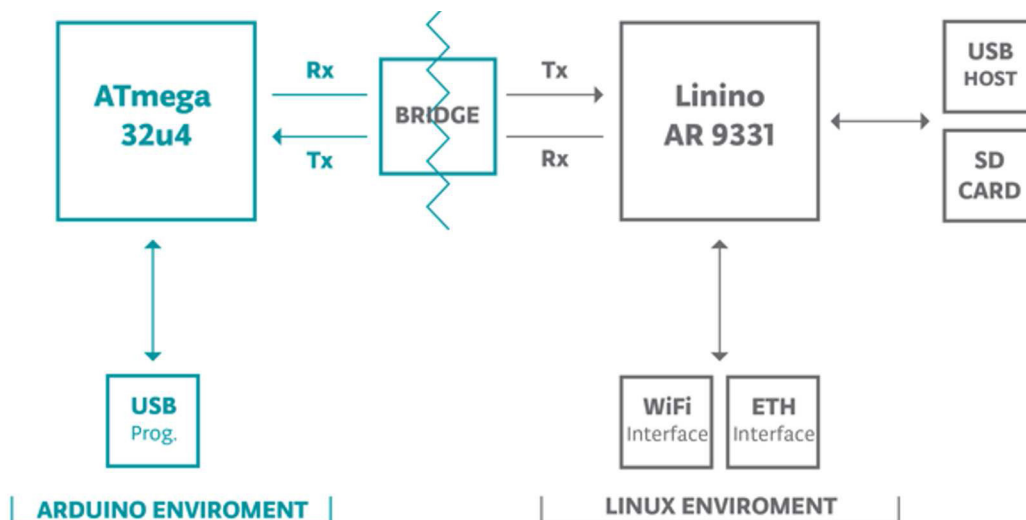 ATmega
32u4
Rx
Tx
BRIDGE
Tx
Rx
Linino
AR 9331
USB
HOST
SD
CARD
USB
Prog.
WiFi
Interface
ETH
Interface
ARDUINO ENVIROMENT
LINUX ENVIROMENT